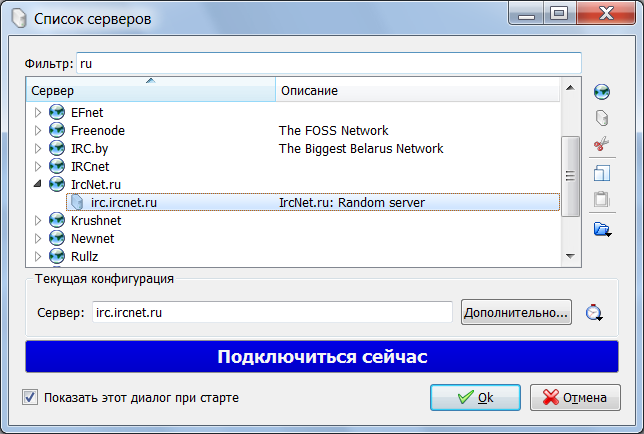 Список серверов
Фильтр: ru
Сервер Описание
EFnet
Freenode The FOSS Network
IRC.by The Biggest Belarus Network
IRCnet
IrcNet.ru
irc.ircnet.ru IrcNet.ru: Random server
Krushnet
Newnet
Rullz
Текущая конфигурация
Сервер: irc.ircnet.ru Дополнительно...
Подключиться сейчас
Показать этот диалог при старте Ok Отмена